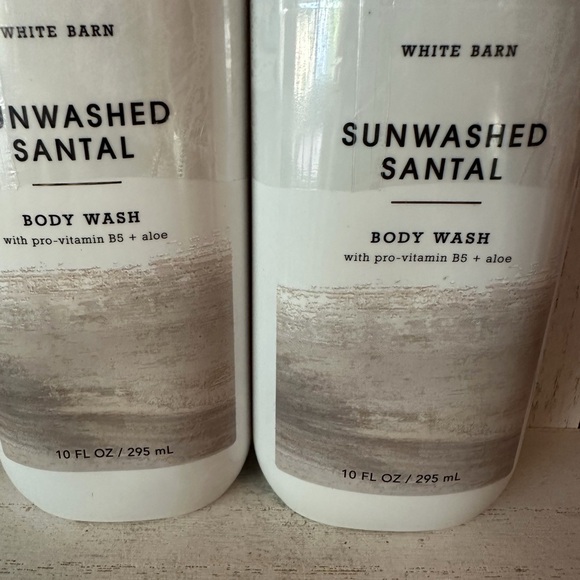 WHITE BARN
UNWASHED
SANTAL
BODY WASH
with pro-vitamin B5 + aloe
10 FL OZ / 295 mL
WHITE BARN
SUNWASHED
SANTAL
BODY WASH
with pro-vitamin B5 + aloe
10 FL OZ / 295 mL